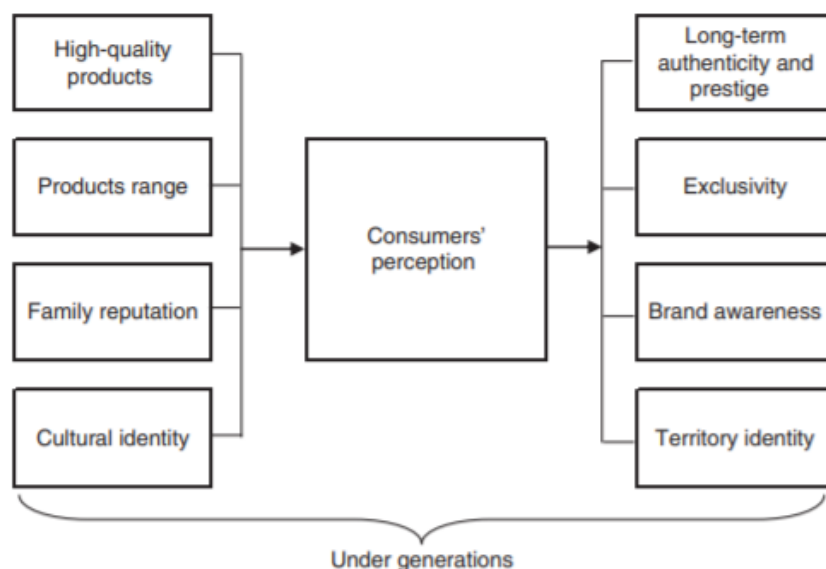 High-quality
products
Products range
Family reputation
Cultural identity
Consumers'
perception
Long-term
authenticity and
prestige
Exclusivity
Brand awareness
Territory identity
Under generations